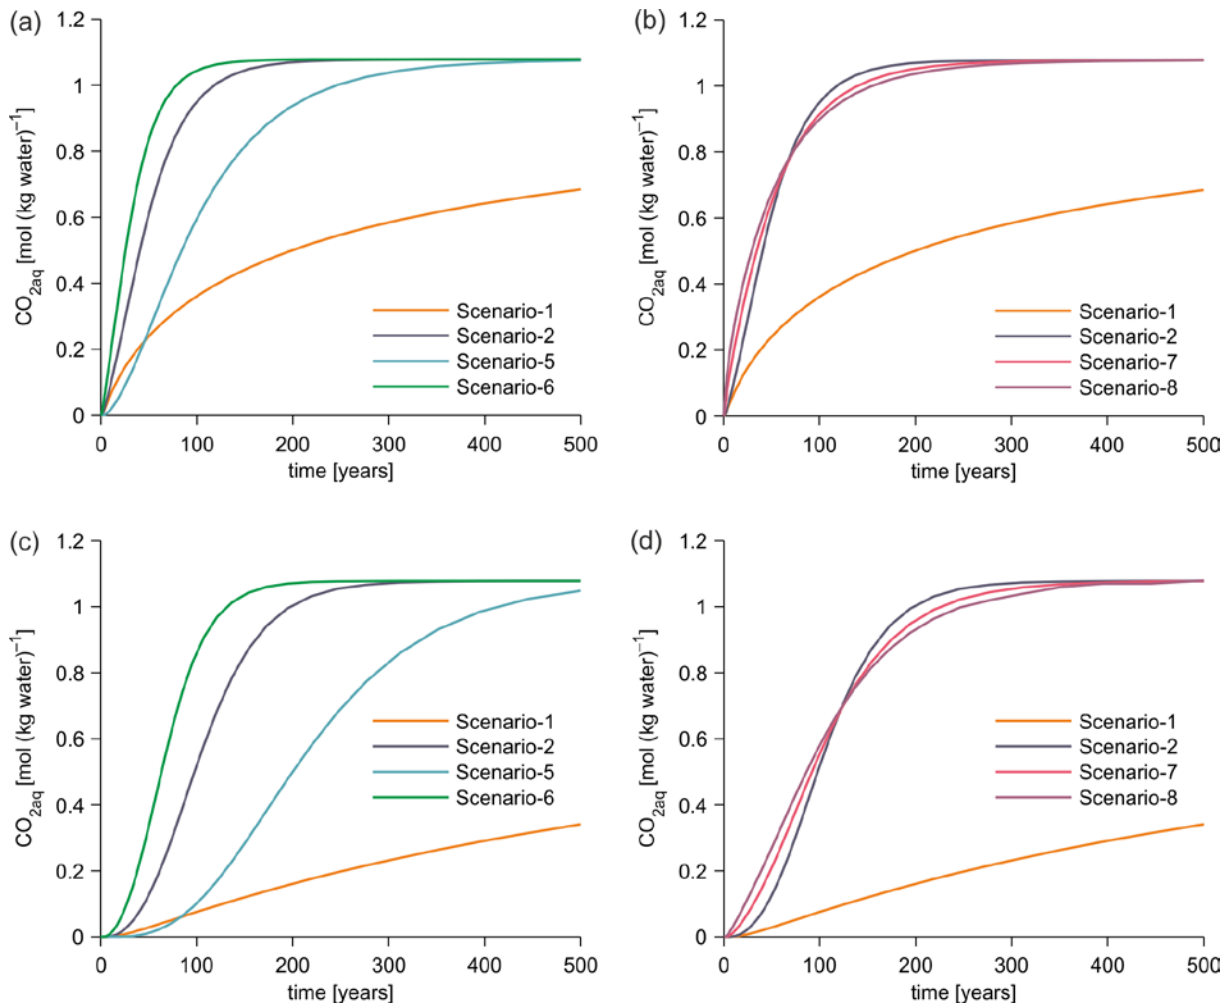 (a)
1.2
1
0.8
0.6
0.4
0.2
0
CO2aq [mol (kg water)−1]
Scenario-1
Scenario-2
Scenario-5
Scenario-6
0 100 200 300 400 500
time [years]
(b)
1.2
1
0.8
0.6
0.4
0.2
0
CO2aq [mol (kg water)−1]
Scenario-1
Scenario-2
Scenario-7
Scenario-8
0 100 200 300 400 500
time [years]
(c)
1.2
1
0.8
0.6
0.4
0.2
0
CO2aq [mol (kg water)−1]
Scenario-1
Scenario-2
Scenario-5
Scenario-6
0 100 200 300 400 500
time [years]
(d)
1.2
1
0.8
0.6
0.4
0.2
0
CO2aq [mol (kg water)−1]
Scenario-1
Scenario-2
Scenario-7
Scenario-8
0 100 200 300 400 500
time [years]